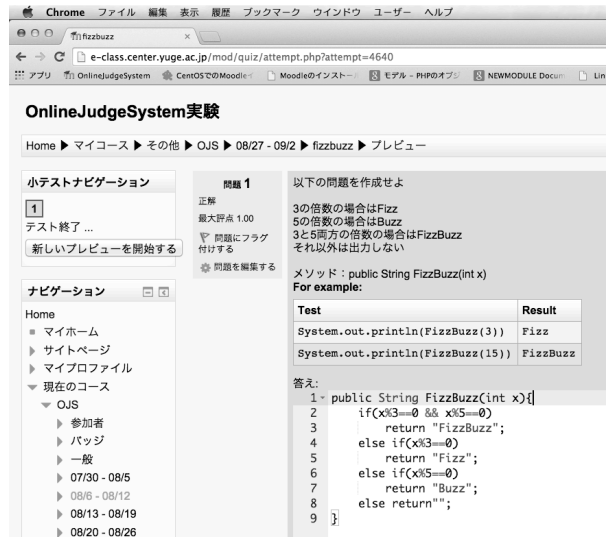 Chrome ファイル 編集 表示 履歴 ブックマーク ウインドウ ユーザー ヘルプ
fizzbuzz ×
e-class.center.yuge.ac.jp/mod/quiz/attempt.php?attempt=4640
アプリ OnlineJudgeSystem CentOSでのMoodle- Moodleのインストー モデル - PHPのオブジ NEWMODULE Docum Lin
OnlineJudgeSystem実験
Home ▶ マイコース ▶ その他 ▶ OJS ▶ 08/27 - 09/2 ▶ fizzbuzz ▶ プレビュー
小テストナビゲーション
1
テスト終了 ...
新しいプレビューを開始する
ナビゲーション
Home
マイホーム
サイトページ
マイプロファイル
現在のコース
OJS
参加者
バッジ
一般
07/30 - 08/5
08/6 - 08/12
08/13 - 08/19
08/20 - 08/26
問題 1
正解
最大評点 1.00
問題にフラグ
付けする
問題を編集する
以下の問題を作成せよ
3の倍数の場合はFizz
5の倍数の場合はBuzz
3と5両方の倍数の場合はFizzBuzz
それ以外は出力しない
メソッド：public String FizzBuzz(int x)
For example:
Test Result
System.out.println(FizzBuzz(3)) Fizz
System.out.println(FizzBuzz(15)) FizzBuzz
答え:
1 public String FizzBuzz(int x){
2 if(x%3==0 && x%5==0)
3 return "FizzBuzz";
4 else if(x%3==0)
5 return "Fizz";
6 else if(x%5==0)
7 return "Buzz";
8 else return"";
9 }